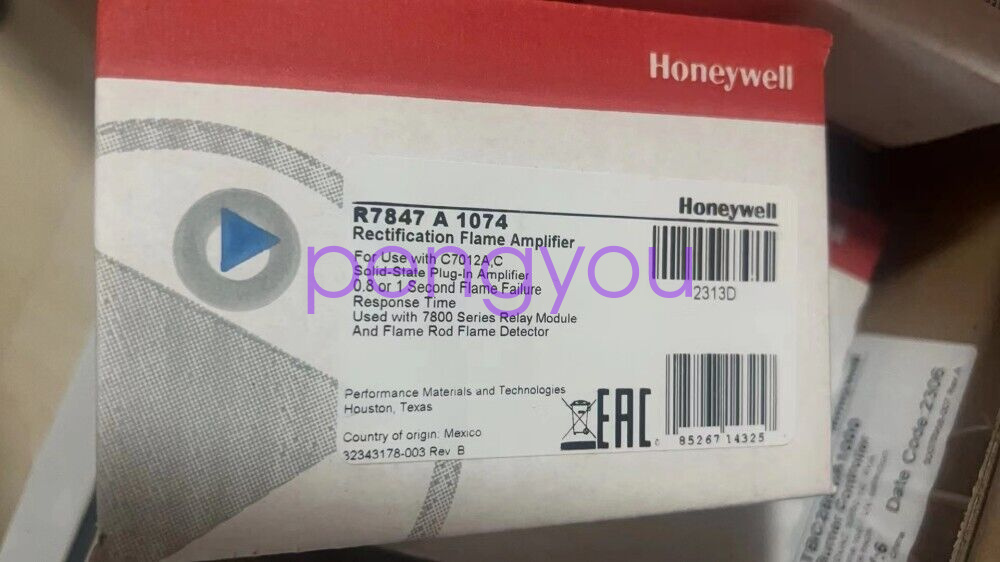 Honeywell
Honeywell
R7847 A 1074
Rectification Flame Amplifier
For Use with C7012A,C
Solid-State Plug-In Amplifier
0.8 or 1 Second Flame Failure
Response Time
Used with 7800 Series Relay Module
And Flame Rod Flame Detector
2313D
pengyou
Performance Materials and Technologies
Houston, Texas
Country of origin: Mexico
32343178-003 Rev B
EAC
85267 14325
Date Code 2306